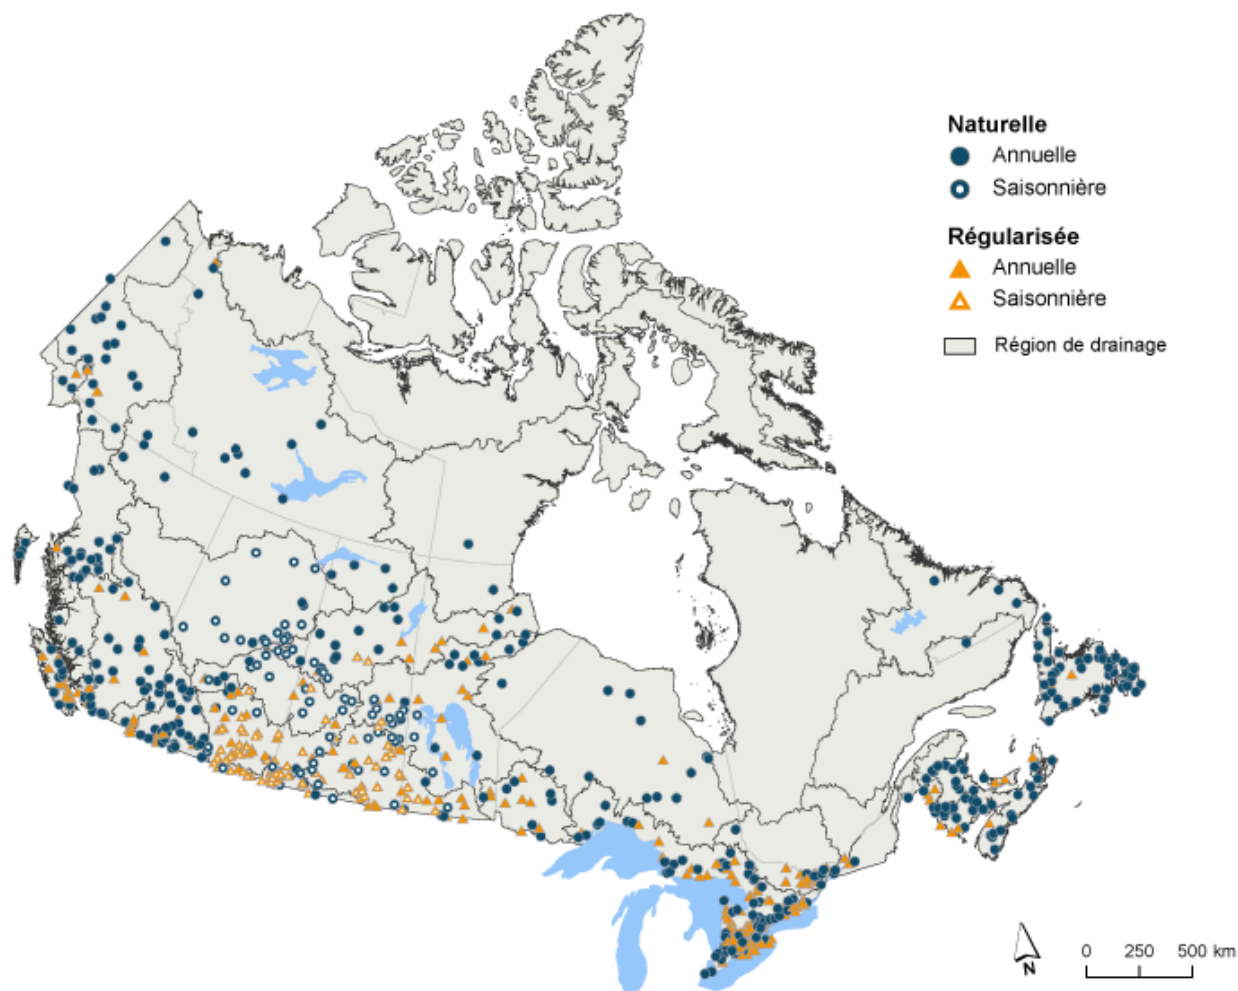 Naturelle
Annuelle
Saisonnière
Régularisée
Annuelle
Saisonnière
Région de drainage
N
0 250 500 km